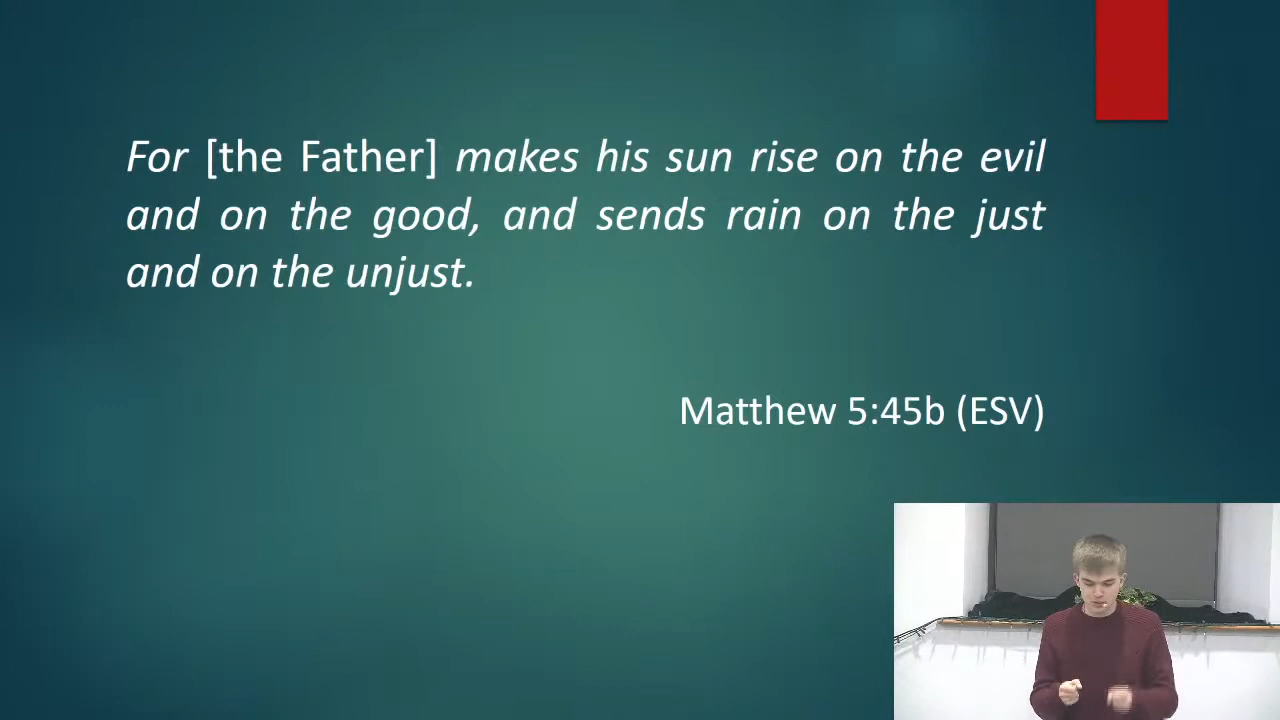 For [the Father] makes his sun rise on the evil
and on the good, and sends rain on the just
and on the unjust.
Matthew 5:45b (ESV)